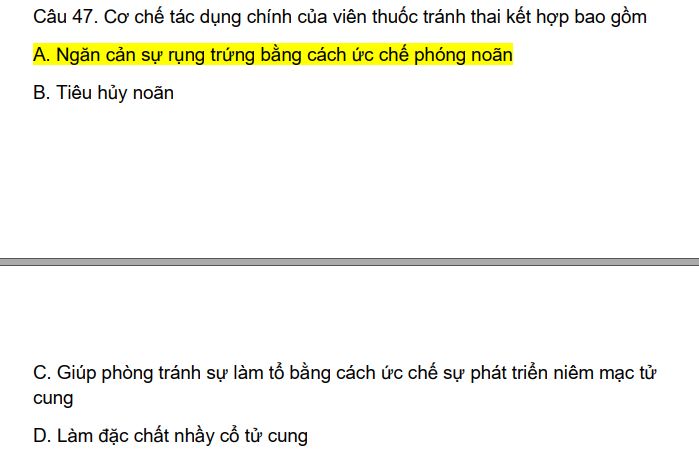 Câu 47. Cơ chế tác dụng chính của viên thuốc tránh thai kết hợp bao gồm
A. Ngăn cản sự rụng trứng bằng cách ức chế phóng noãn
B. Tiêu hủy noãn
C. Giúp phòng tránh sự làm tổ bằng cách ức chế sự phát triển niêm mạc tử
cung
D. Làm đặc chất nhầy cổ tử cung